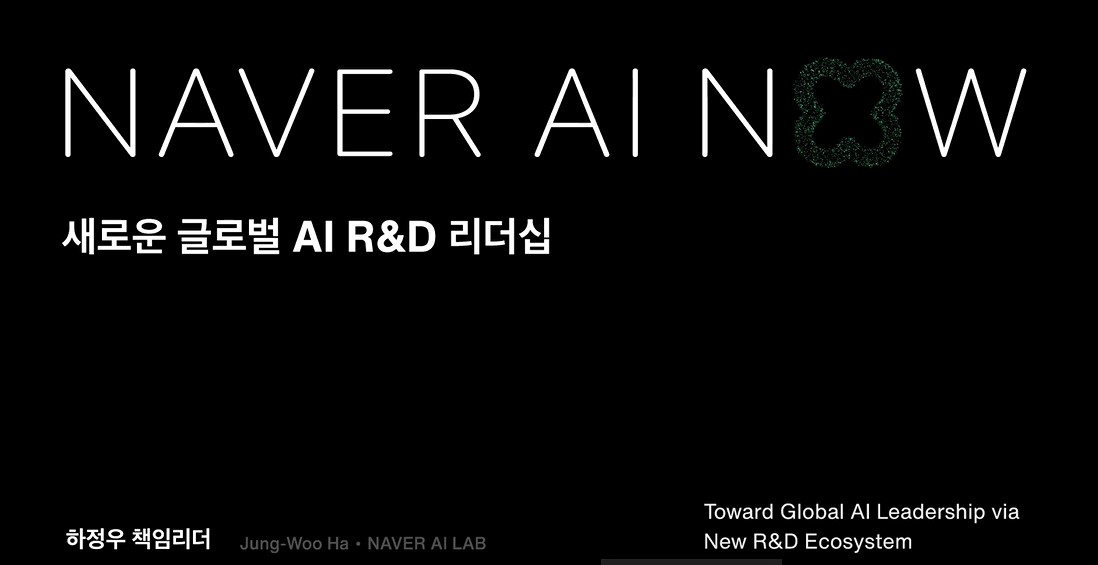 NAVER AI NOW
새로운 글로벌 AI R&D 리더십
하정우 책임리더 Jung-Woo Ha • NAVER AI LAB
Toward Global AI Leadership via
New R&D Ecosystem